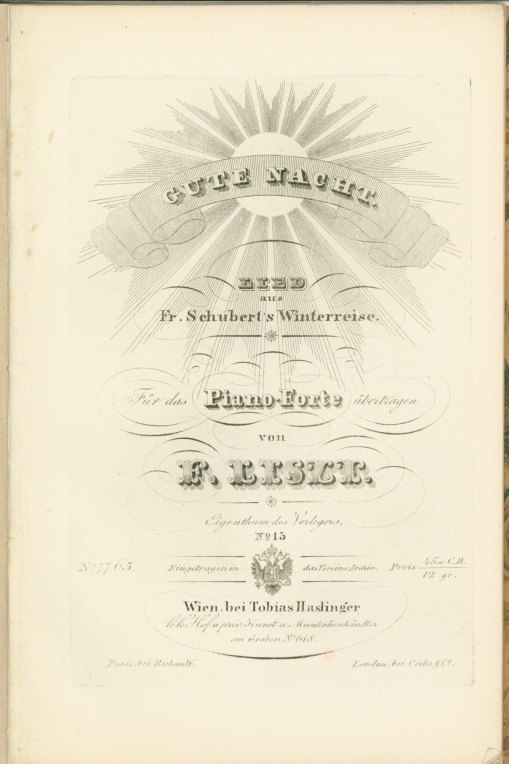 GUTE NACHT.
LIED
aus
Fr. Schubert's Winterreise.
Für das Piano-Forte übertragen
von
F. LISZT.
Eigenthum des Verlegers.
No 15
No 7765. Eingetragen in das Vereins Archiv. Preis 45 x C.M.
12 gr.
Wien, bei Tobias Haslinger
k.k. Hof u. priv. Kunst u. Musikalienhändler
am Graben No 618.
Paris, bei Richault. London, bei Cocks & Co.